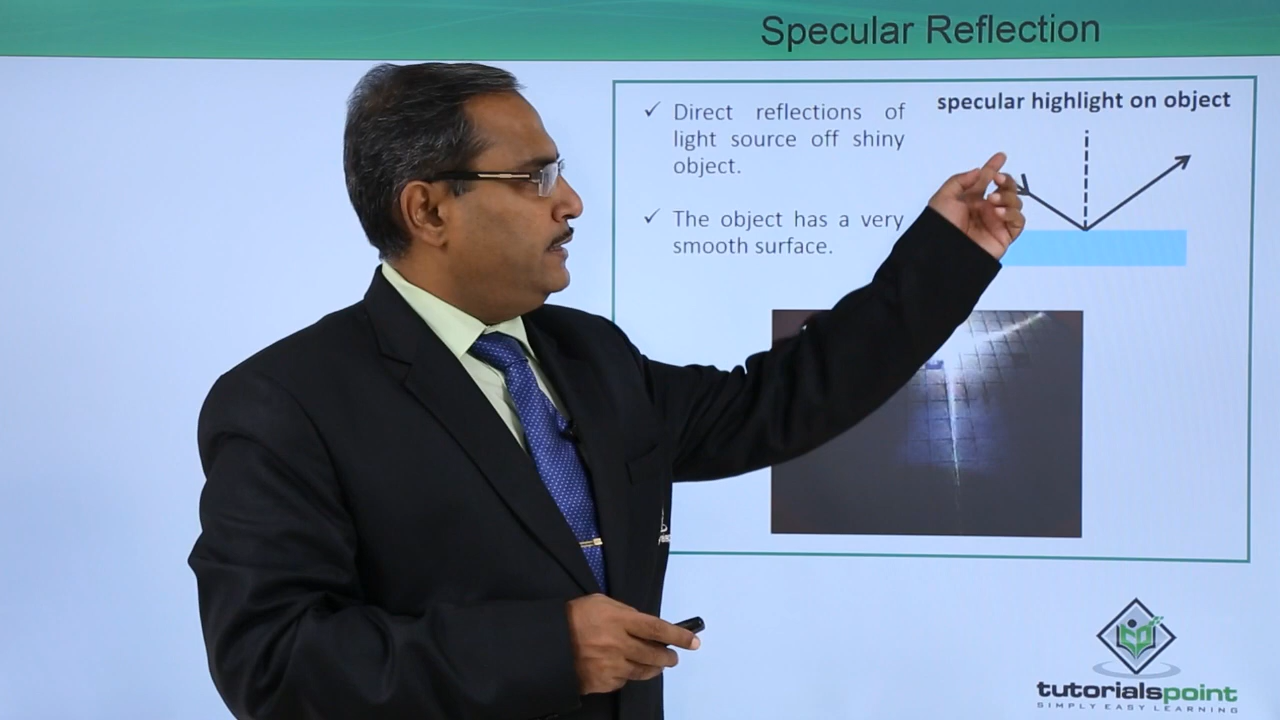 Specular Reflection
✓ Direct reflections of
light source off shiny
object.
✓ The object has a very
smooth surface.
specular highlight on object
tutorialspoint
SIMPLY EASY LEARNING